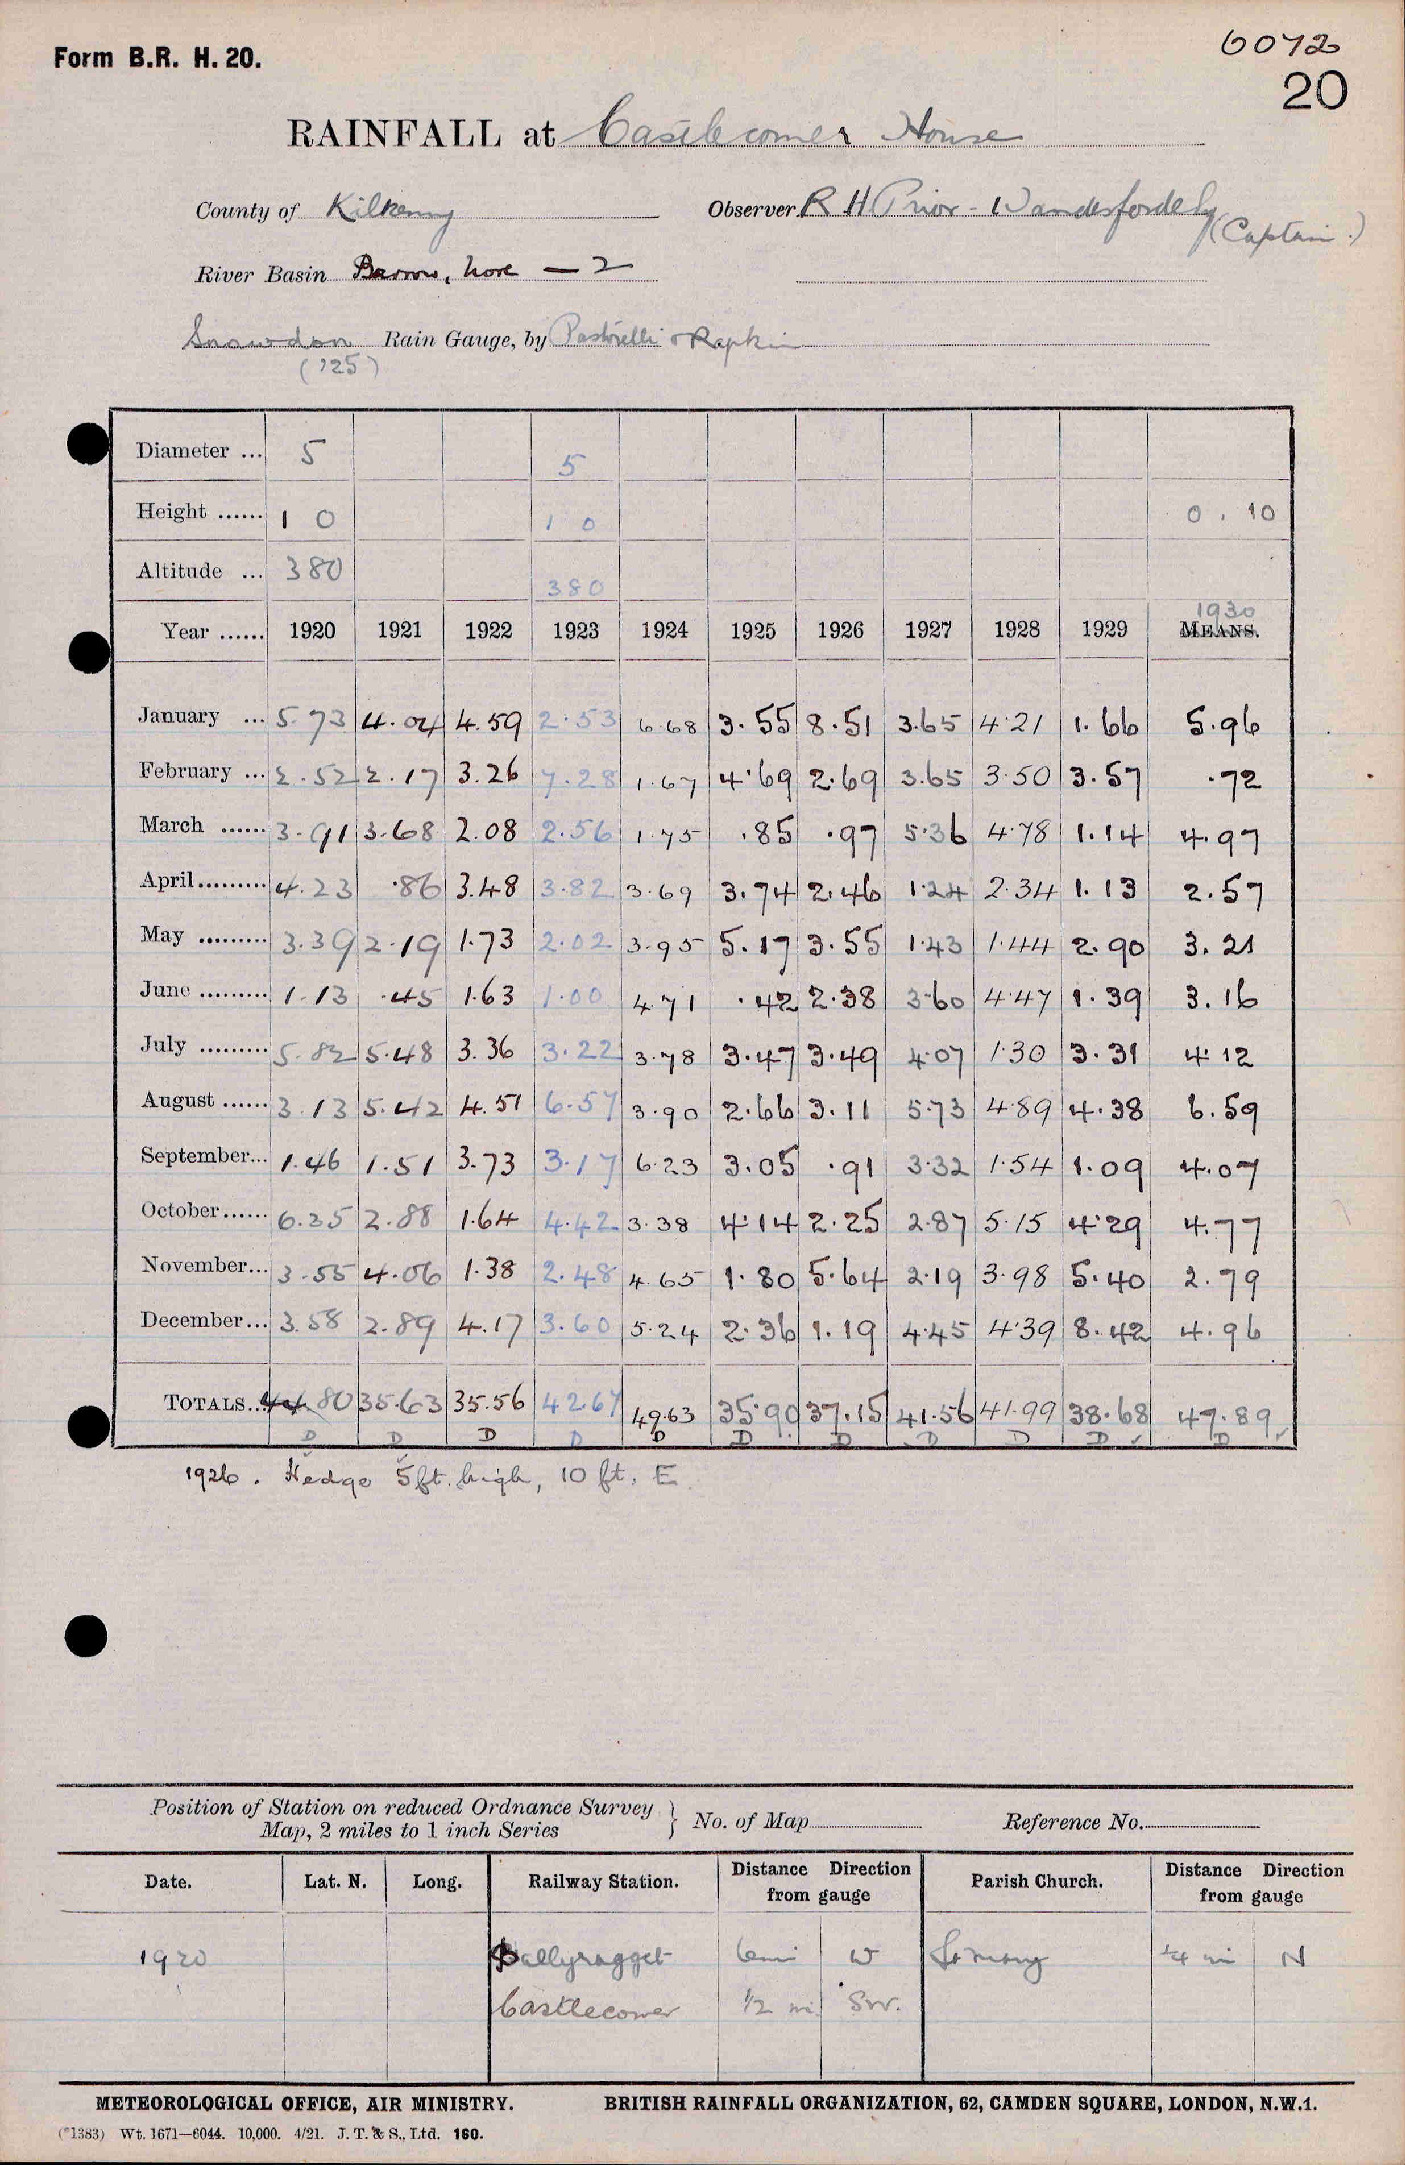 Form B.R. H. 20.
6072
20
RAINFALL at Castlecomer House
County of Kilkenny Observer R H Prior-Wandesforde Esq (Captain.)
River Basin Barrow, Nore — 2
Snowdon Rain Gauge, by Pastorelli & Rapkin
('25)
Diameter ... 5 5
Height ...... 1 0 1 0 0 . 10
Altitude ... 380 380
1930
Year ...... 1920 1921 1922 1923 1924 1925 1926 1927 1928 1929 MEANS.
January ... 5.73 4.04 4.59 2.53 6.68 3.55 8.51 3.65 4.21 1.66 5.96
February ... 2.52 2.17 3.26 7.28 1.67 4.69 2.69 3.65 3.50 3.57 .72
March ...... 3.91 3.68 2.08 2.56 1.75 .85 .97 5.36 4.78 1.14 4.97
April......... 4.23 .86 3.48 3.82 3.69 3.74 2.46 1.24 2.34 1.13 2.57
May ......... 3.39 2.19 1.73 2.02 3.95 5.17 3.55 1.43 1.44 2.90 3.21
June ......... 1.13 .45 1.63 1.00 4.71 .42 2.38 3.60 4.47 1.39 3.16
July ......... 5.82 5.48 3.36 3.22 3.78 3.47 3.49 4.07 1.30 3.31 4.12
August ...... 3.13 5.42 4.51 6.57 3.90 2.66 3.11 5.73 4.89 4.38 6.59
September... 1.46 1.51 3.73 3.17 6.23 3.05 .91 3.32 1.54 1.09 4.07
October...... 6.35 2.88 1.64 4.42 3.38 4.14 2.25 2.87 5.15 4.29 4.77
November... 3.55 4.06 1.38 2.48 4.65 1.80 5.64 2.19 3.98 5.40 2.79
December... 3.58 2.89 4.17 3.60 5.24 2.36 1.19 4.45 4.39 8.42 4.96
TOTALS... 44.80 35.63 35.56 42.67 49.63 35.90 37.15 41.56 41.99 38.68 47.89
D D D D D D D D D D D
1926. Hedge 5ft. high, 10 ft. E.
Position of Station on reduced Ordnance Survey } No. of Map Reference No.
Map, 2 miles to 1 inch Series
Date. Lat. N. Long. Railway Station. Distance Direction from gauge Parish Church. Distance Direction from gauge
1920 Ballyragget 6 mi W St Mary 1/4 mi N
Castlecomer 1/2 mi SW.
METEOROLOGICAL OFFICE, AIR MINISTRY. BRITISH RAINFALL ORGANIZATION, 62, CAMDEN SQUARE, LONDON, N.W.1.
(*1383) Wt. 1671—6044. 10,000. 4/21. J. T. & S., Ltd. 160.